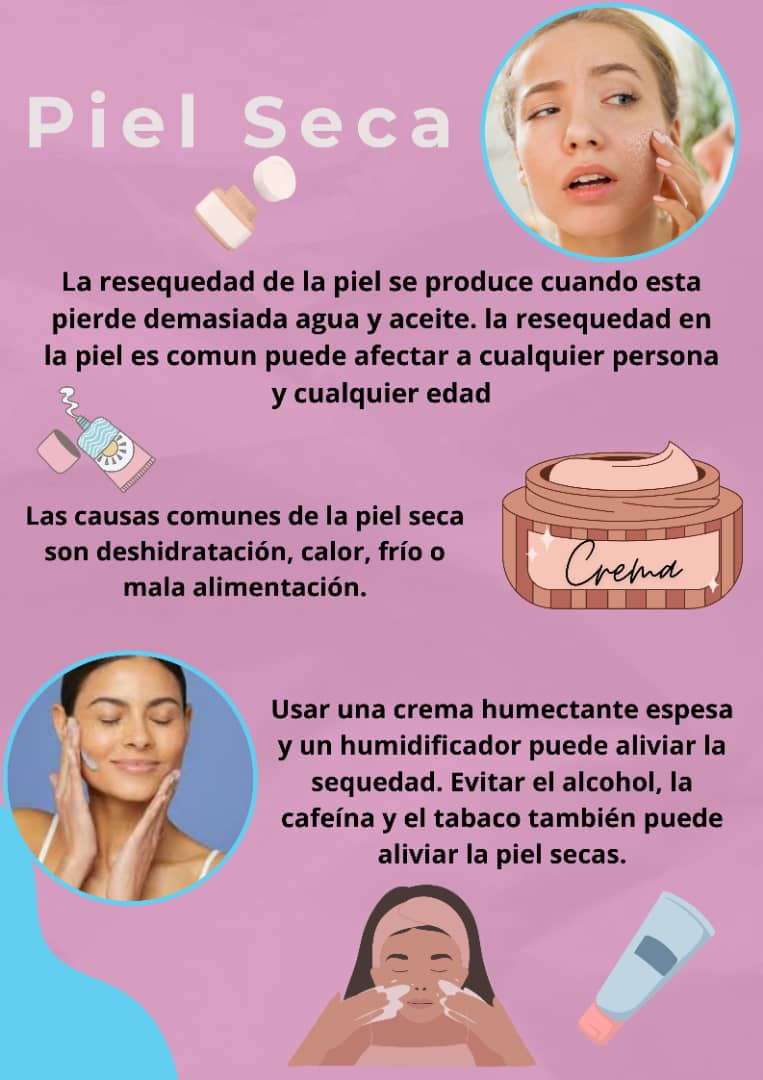 Piel Seca
La resequedad de la piel se produce cuando esta
pierde demasiada agua y aceite. la resequedad en
la piel es comun puede afectar a cualquier persona
y cualquier edad
Las causas comunes de la piel seca
son deshidratación, calor, frío o
mala alimentación.
Crema
Usar una crema humectante espesa
y un humidificador puede aliviar la
sequedad. Evitar el alcohol, la
cafeína y el tabaco también puede
aliviar la piel secas.